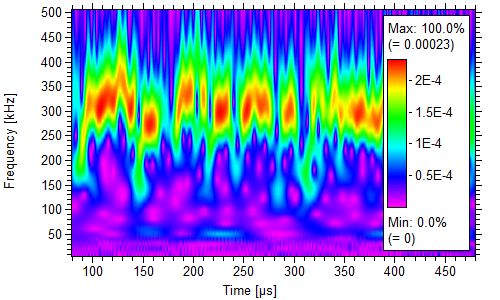 500
450
400
350
300
250
200
150
100
50
Frequency [kHz]
100
150
200
250
300
350
400
450
Time [µs]
Max: 100.0%
(= 0.00023)
2E-4
1.5E-4
1E-4
0.5E-4
Min: 0.0%
(= 0)